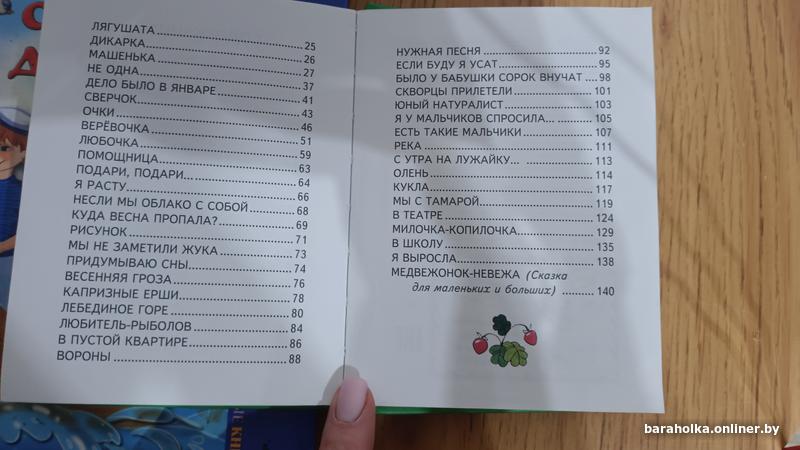 ЛЯГУШАТА ........ 25
ДИКАРКА ........ 26
МАШЕНЬКА ........ 27
НЕ ОДНА ........ 37
ДЕЛО БЫЛО В ЯНВАРЕ ........ 41
СВЕРЧОК ........ 43
ОЧКИ ........ 46
ВЕРЁВОЧКА ........ 51
ЛЮБОЧКА ........ 59
ПОМОЩНИЦА ........ 63
ПОДАРИ, ПОДАРИ ........ 64
Я РАСТУ ........ 66
НЕСЛИ МЫ ОБЛАКО С СОБОЙ ........ 68
КУДА ВЕСНА ПРОПАЛА? ........ 69
РИСУНОК ........ 71
МЫ НЕ ЗАМЕТИЛИ ЖУКА ........ 73
ПРИДУМЫВАЮ СНЫ ........ 74
ВЕСЕННЯЯ ГРОЗА ........ 76
КАПРИЗНЫЕ ЕРШИ ........ 78
ЛЕБЕДИНОЕ ГОРЕ ........ 80
ЛЮБИТЕЛЬ-РЫБОЛОВ ........ 84
В ПУСТОЙ КВАРТИРЕ ........ 86
ВОРОНЫ ........ 88
НУЖНАЯ ПЕСНЯ ........ 92
ЕСЛИ БУДУ Я УСАТ ........ 95
БЫЛО У БАБУШКИ СОРОК ВНУЧАТ .... 98
СКВОРЦЫ ПРИЛЕТЕЛИ ........ 101
ЮНЫЙ НАТУРАЛИСТ ........ 103
Я У МАЛЬЧИКОВ СПРОСИЛА... ........ 105
ЕСТЬ ТАКИЕ МАЛЬЧИКИ ........ 107
РЕКА ........ 111
С УТРА НА ЛУЖАЙКУ... ........ 113
ОЛЕНЬ ........ 114
КУКЛА ........ 117
МЫ С ТАМАРОЙ ........ 119
В ТЕАТРЕ ........ 124
МИЛОЧКА-КОПИЛОЧКА ........ 129
В ШКОЛУ ........ 135
Я ВЫРОСЛА ........ 138
МЕДВЕЖОНОК-НЕВЕЖА (Сказка
для маленьких и больших) ........ 140
baraholka.onliner.by